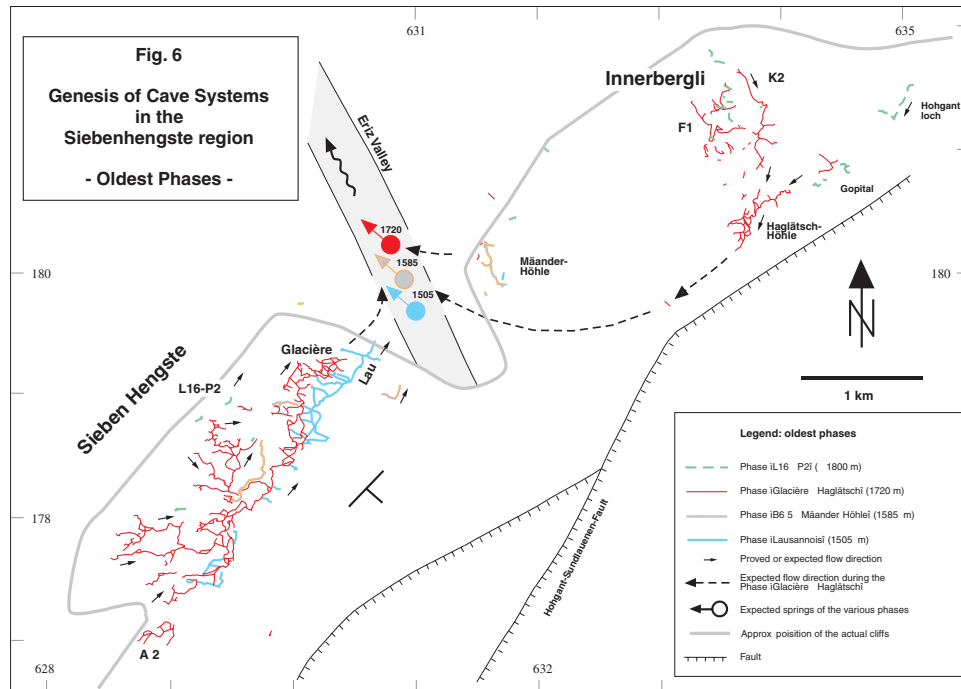 Fig. 6
Genesis of Cave Systems
in the
Siebenhengste region
- Oldest Phases -
631
635
Innerbergli
K2
F1
Hohgant
loch
Eriz Valley
Gopital
Haglätsch-
Höhle
1720
1585
1505
Mäander-
Höhle
180
180
N
Glacière
Lau
L16-P2
Sieben Hengste
1 km
178
Hohgant-Sundlauenen-Fault
A 2
628
632
Legend: oldest phases
Phase ìL16 P2î ( 1800 m)
Phase ìGlacière Haglätschî (1720 m)
Phase ìB6 5 Mäander Höhleî (1585 m)
Phase ìLausannoisî (1505 m)
Proved or expected flow direction
Expected flow direction during the
Phase ìGlacière Haglätschî
Expected springs of the various phases
Approx poisition of the actual cliffs
Fault